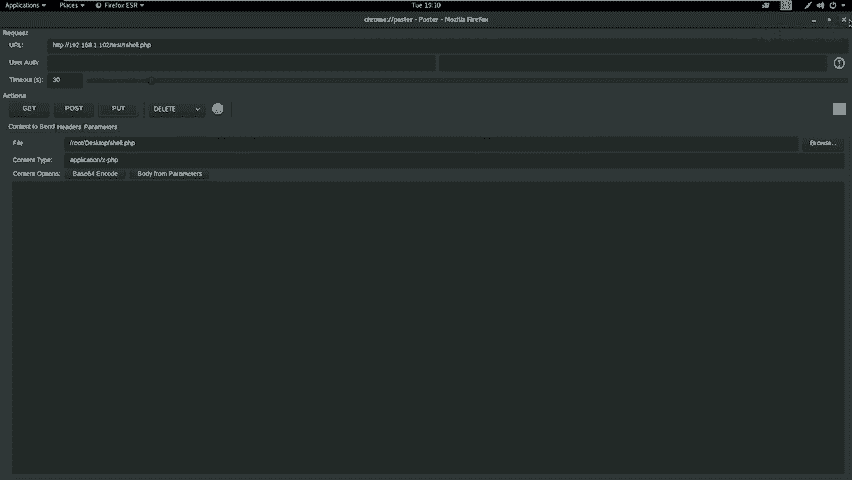 Applications Places Firefox ESR Tue 19:10
chrome://poster - Poster - Mozilla Firefox
Request
URL: http://192.168.1.102/test/shell.php
User Auth:
Timeout (s): 30
Actions
GET POST PUT DELETE
Content to Send Headers Parameters
File /root/Desktop/shell.php Browse...
Content Type: application/x-php
Content Options: Base64 Encode Body from Parameters